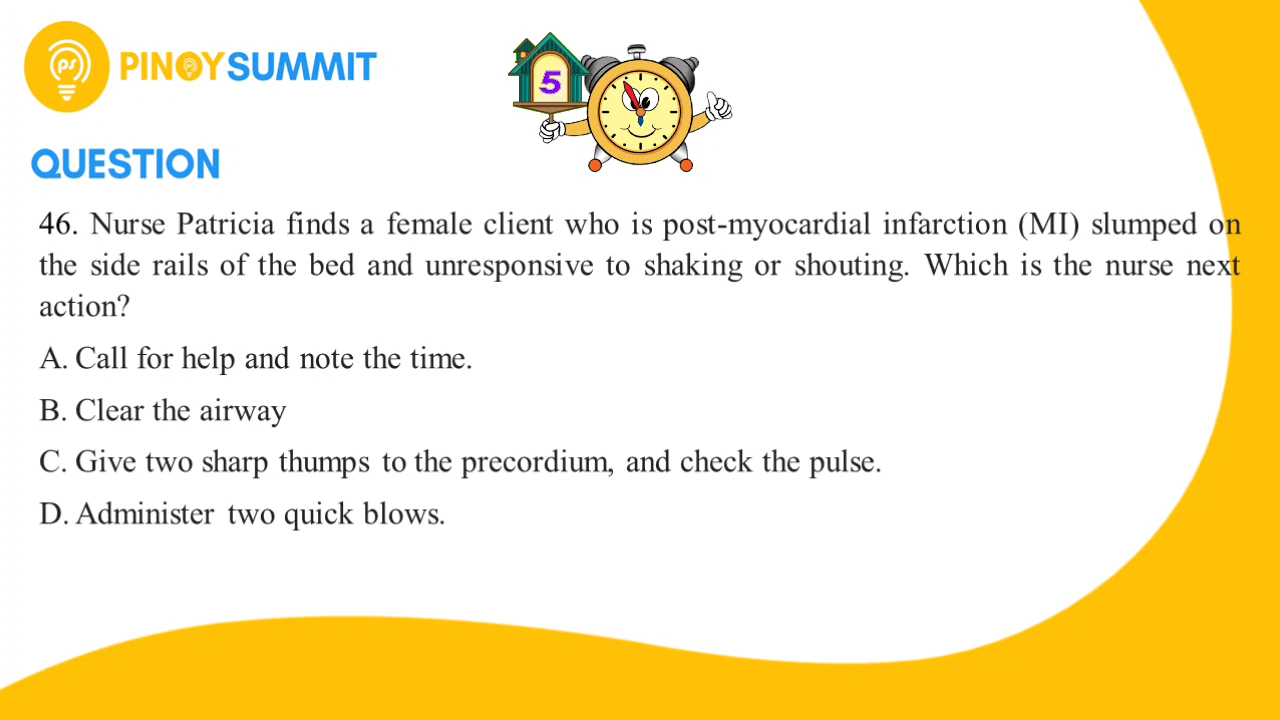 PINOYSUMMIT
5
QUESTION
46. Nurse Patricia finds a female client who is post-myocardial infarction (MI) slumped on
the side rails of the bed and unresponsive to shaking or shouting. Which is the nurse next
action?
A. Call for help and note the time.
B. Clear the airway
C. Give two sharp thumps to the precordium, and check the pulse.
D. Administer two quick blows.